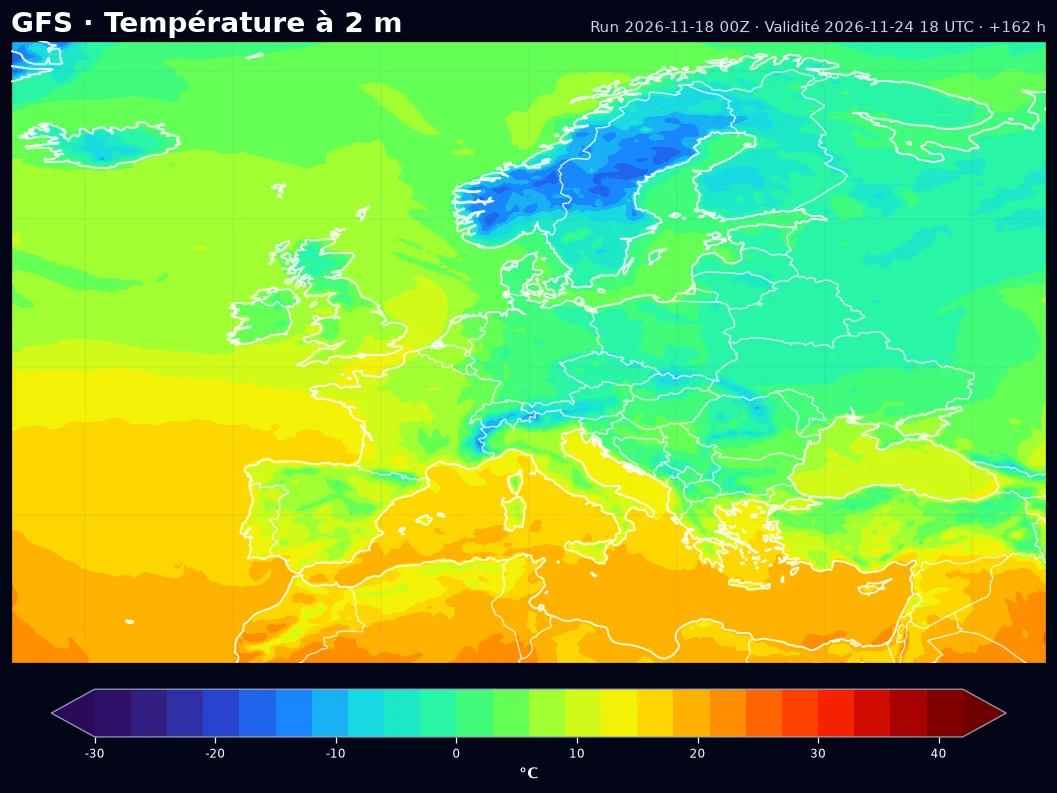 GFS · Température à 2 m
Run 2026-11-18 00Z · Validité 2026-11-24 18 UTC · +162 h
-30 -20 -10 0 10 20 30 40
°C